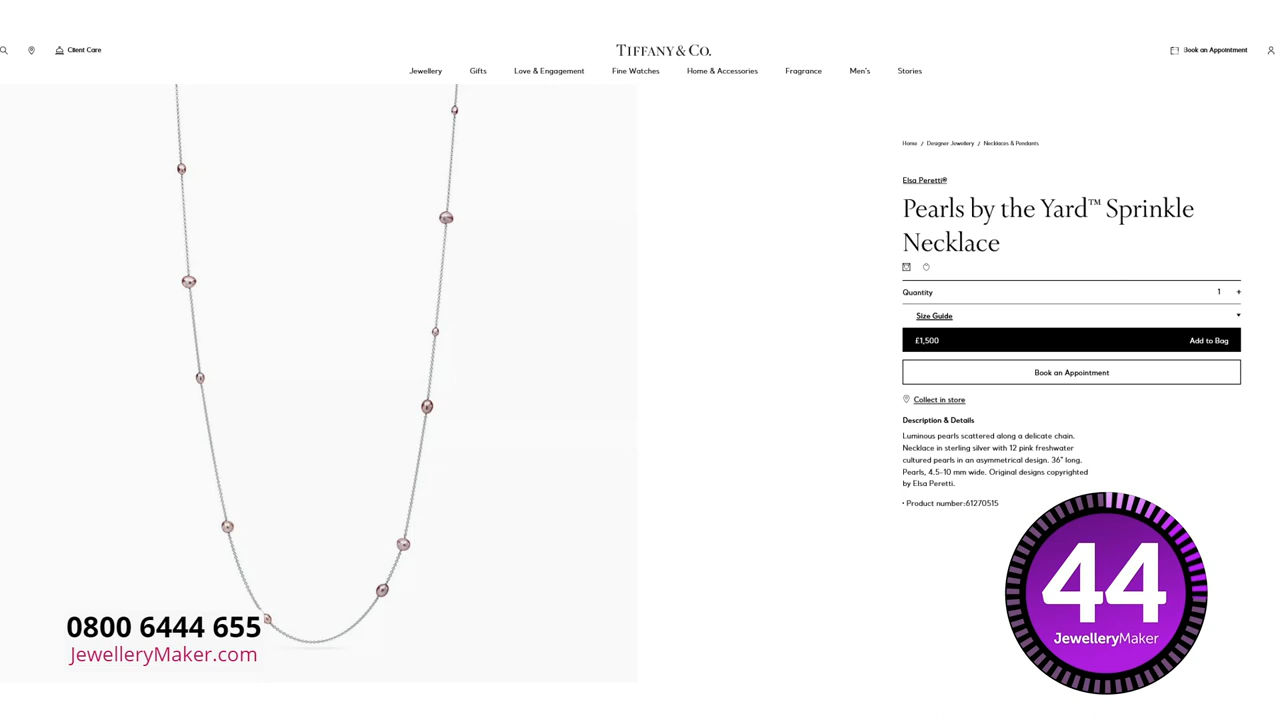 Client Care
TIFFANY & CO.
Book an Appointment
Jewellery Gifts Love & Engagement Fine Watches Home & Accessories Fragrance Men's Stories
Home / Designer Jewellery / Necklaces & Pendants
Elsa Peretti®
Pearls by the Yard™ Sprinkle
Necklace
Quantity 1 +
Size Guide
£1,500 Add to Bag
Book an Appointment
Collect in store
Description & Details
Luminous pearls scattered along a delicate chain.
Necklace in sterling silver with 12 pink freshwater
cultured pearls in an asymmetrical design. 36" long.
Pearls, 4.5-10 mm wide. Original designs copyrighted
by Elsa Peretti.
• Product number:61270515
44
JewelleryMaker
0800 6444 655
JewelleryMaker.com